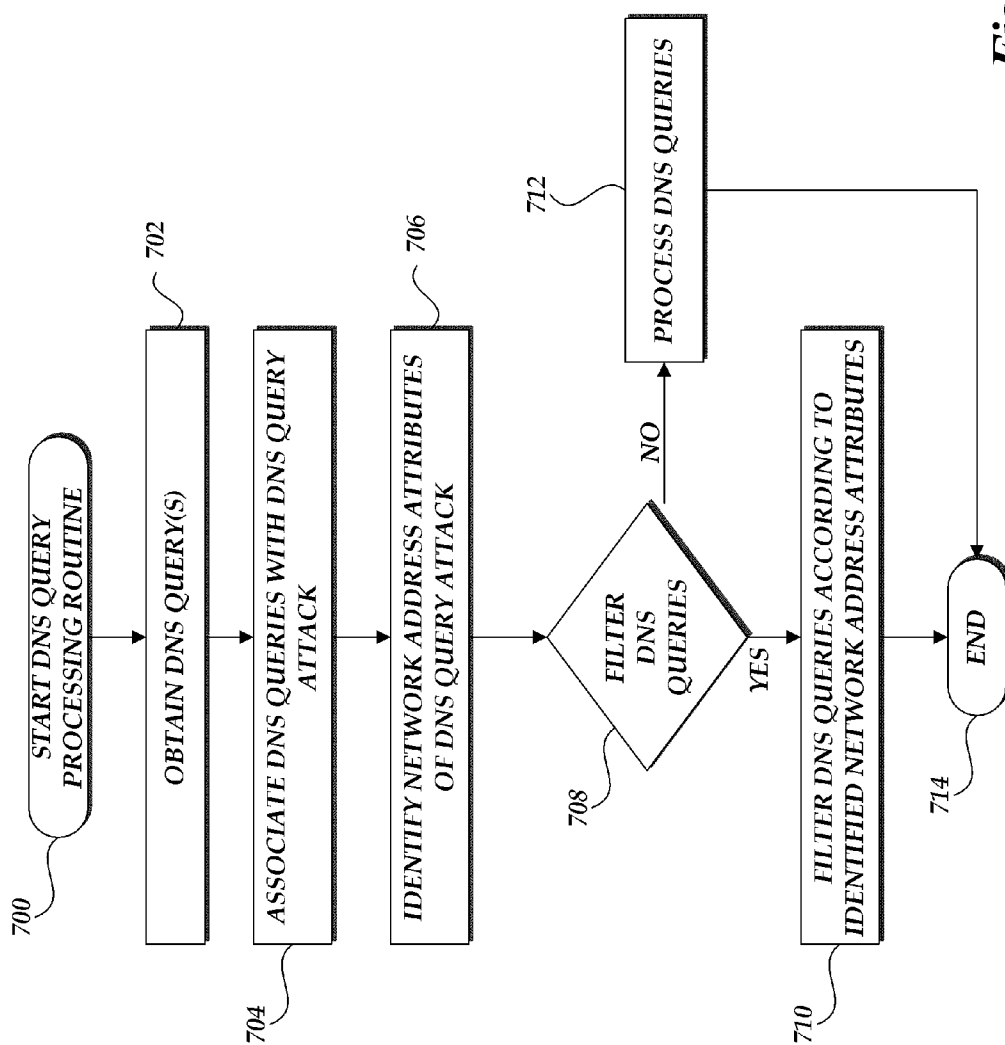 START DNS QUERY
PROCESSING ROUTINE
700
702
OBTAIN DNS QUERY(S)
ASSOCIATE DNS QUERIES WITH DNS QUERY
ATTACK
704
706
IDENTIFY NETWORK ADDRESS ATTRIBUTES
OF DNS QUERY ATTACK
FILTER
DNS
QUERIES
708
NO
712
PROCESS DNS QUERIES
YES
FILTER DNS QUERIES ACCORDING TO
IDENTIFIED NETWORK ADDRESS ATTRIBUTES
710
END
714